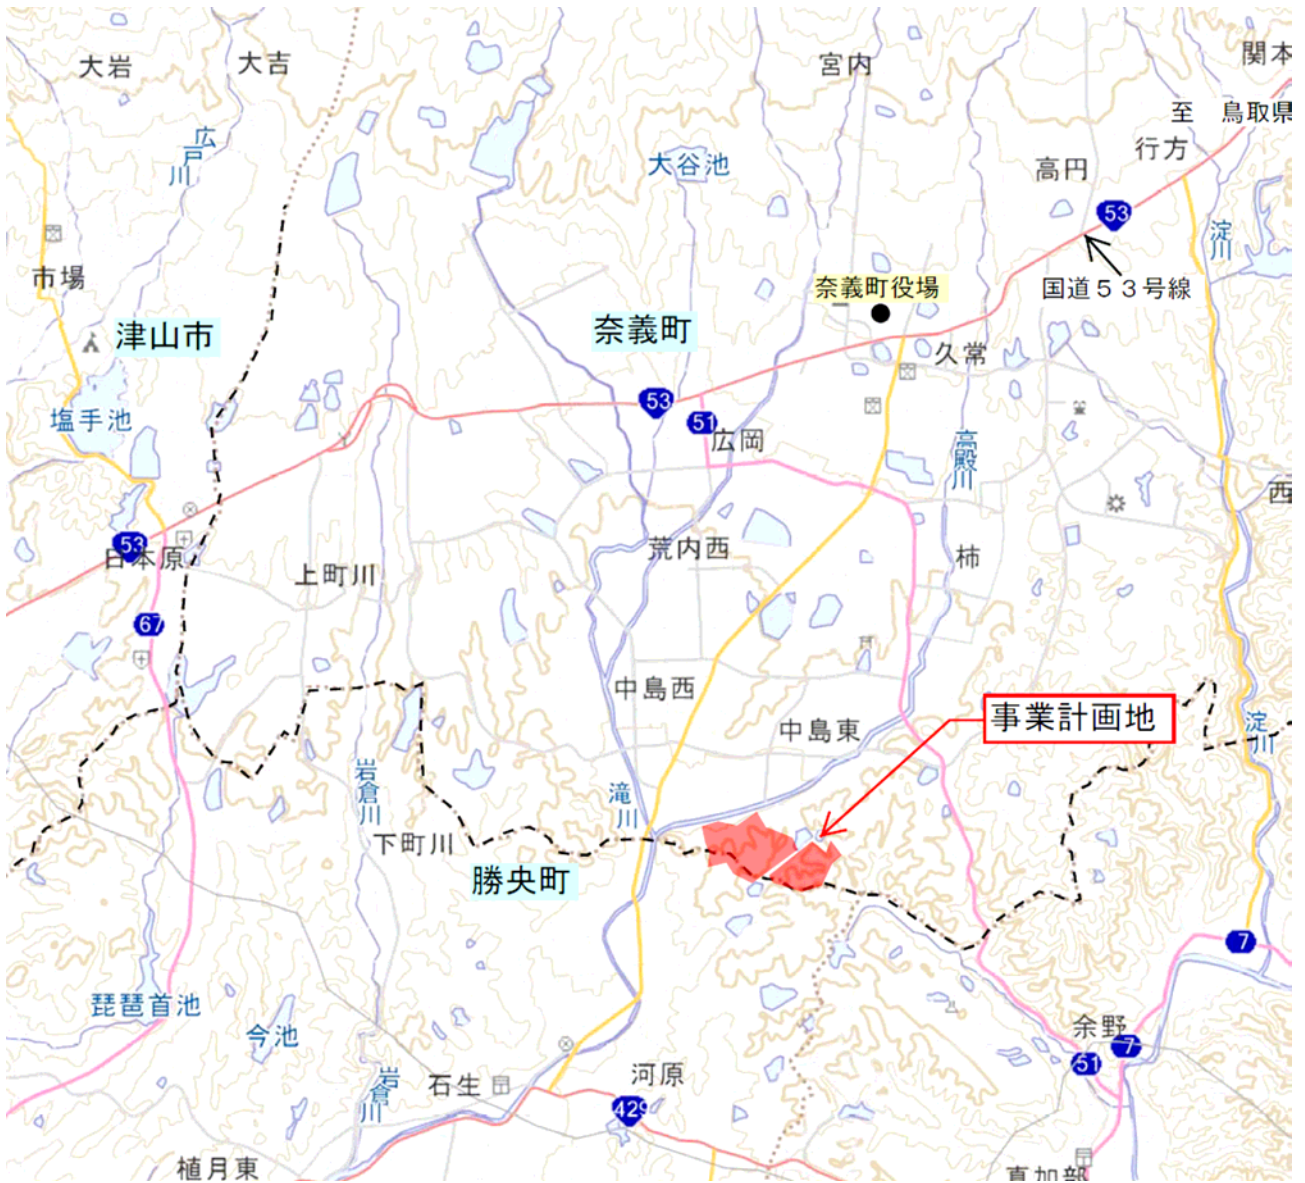 大岩
大吉
宮内
関本
至　鳥取県
広戸川
大谷池
高円
行方
53
淀川
市場
奈義町役場
国道５３号線
津山市
奈義町
久常
塩手池
53
51
広岡
高殿川
西
53
日本原
荒内西
柿
上町川
67
中島西
事業計画地
中島東
淀川
岩倉川
滝川
下町川
勝央町
7
琵琶首池
今池
余野
7
51
岩倉川
石生
河原
429
植月東
真加部